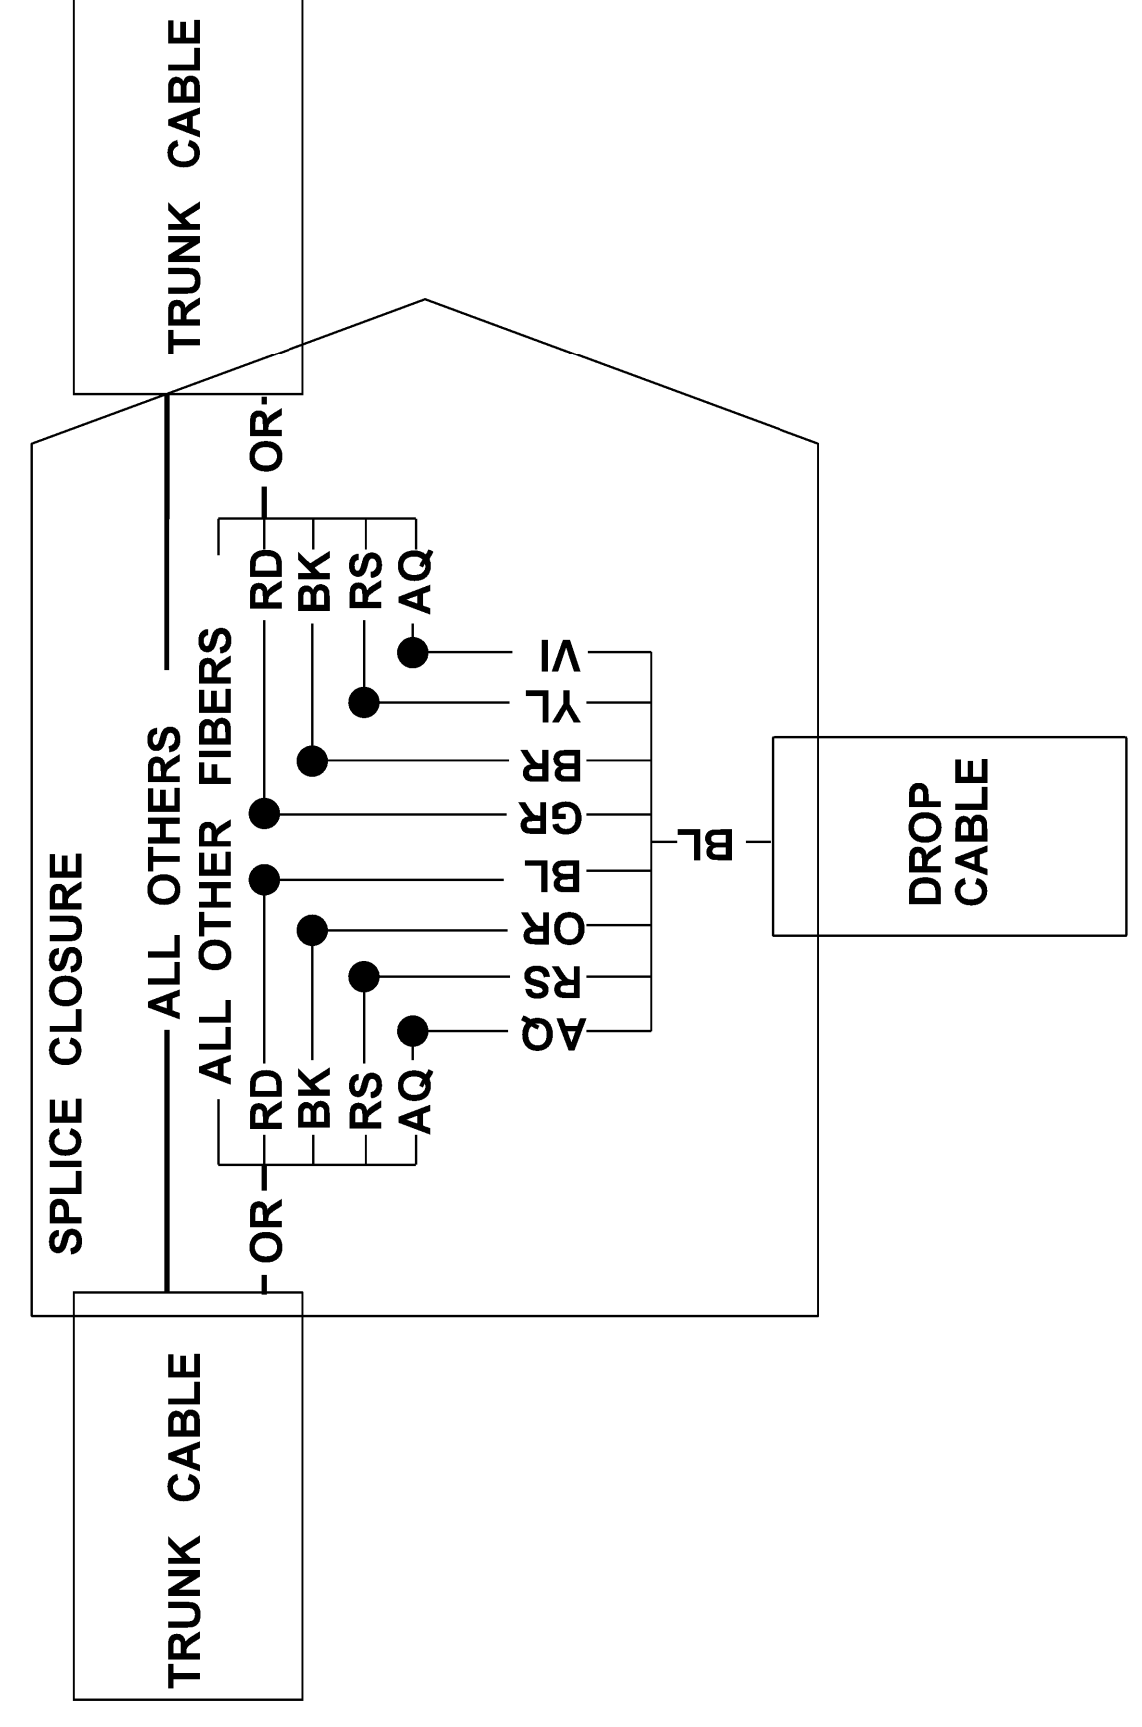 SPLICE CLOSURE
TRUNK CABLE
ALL OTHERS
TRUNK CABLE
ALL OTHER FIBERS
OR
RD
RD
OR
BK
BK
RS
RS
AQ
AQ
AQ
RS
OR
BL
GR
BR
YL
VI
BL
DROP
CABLE